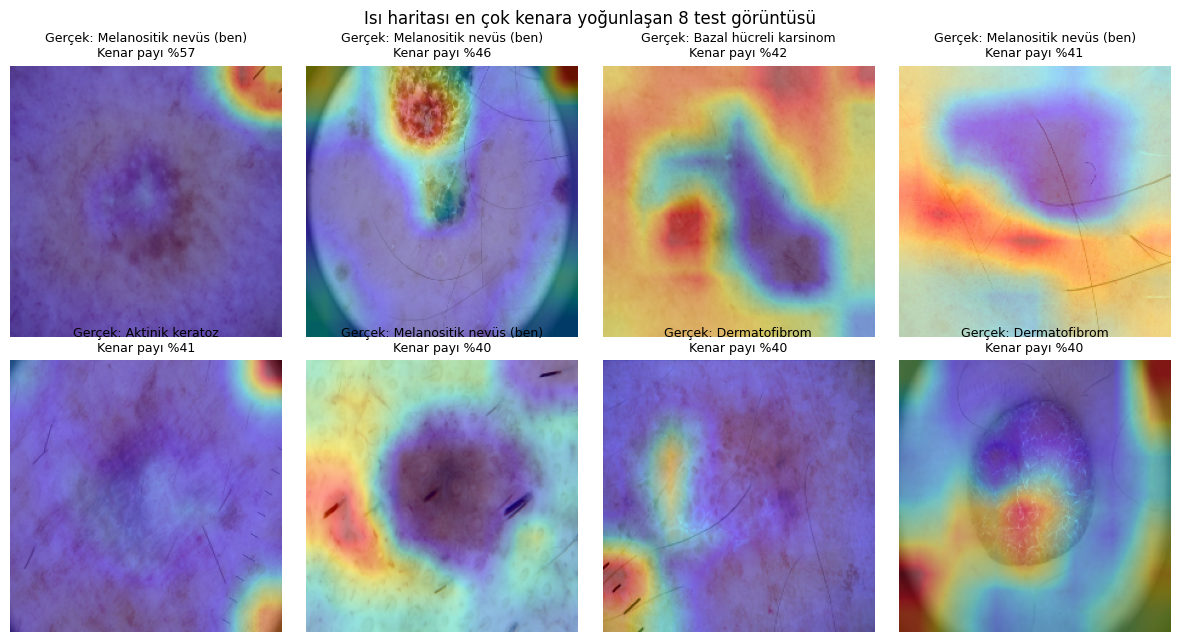 Isı haritası en çok kenara yoğunlaşan 8 test görüntüsü
Gerçek: Melanositik nevüs (ben)
Kenar payı %57
Gerçek: Melanositik nevüs (ben)
Kenar payı %46
Gerçek: Bazal hücreli karsinom
Kenar payı %42
Gerçek: Melanositik nevüs (ben)
Kenar payı %41
Gerçek: Aktinik keratoz
Kenar payı %41
Gerçek: Melanositik nevüs (ben)
Kenar payı %40
Gerçek: Dermatofibrom
Kenar payı %40
Gerçek: Dermatofibrom
Kenar payı %40